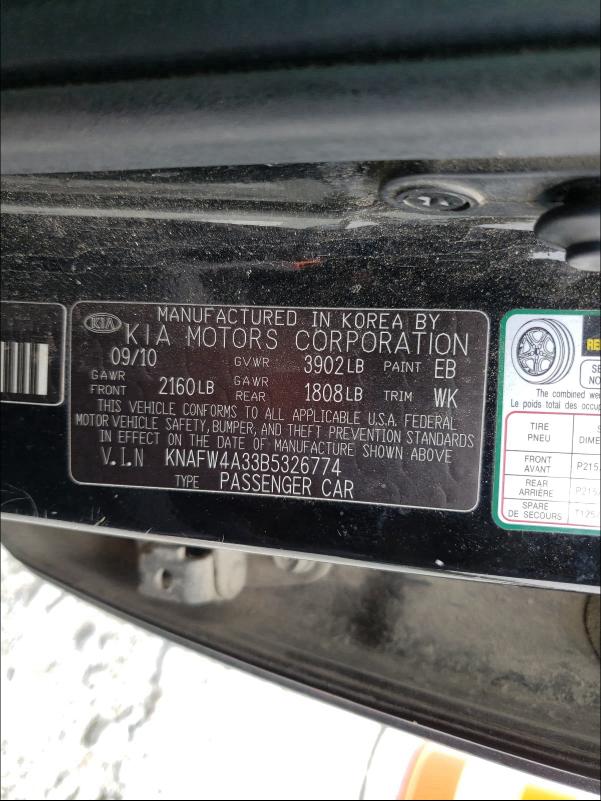 KIA
MANUFACTURED IN KOREA BY
KIA MOTORS CORPORATION
09/10 GVWR 3902LB PAINT EB
GAWR FRONT 2160LB GAWR REAR 1808LB TRIM WK
THIS VEHICLE CONFORMS TO ALL APPLICABLE U.S.A. FEDERAL
MOTOR VEHICLE SAFETY, BUMPER, AND THEFT PREVENTION STANDARDS
IN EFFECT ON THE DATE OF MANUFACTURE SHOWN ABOVE
V.I.N KNAFW4A33B5326774
TYPE PASSENGER CAR
The combined
Le poids total des
TIRE
PNEU
FRONT
AVANT
REAR
ARRIÈRE
SPARE
DE SECOURS